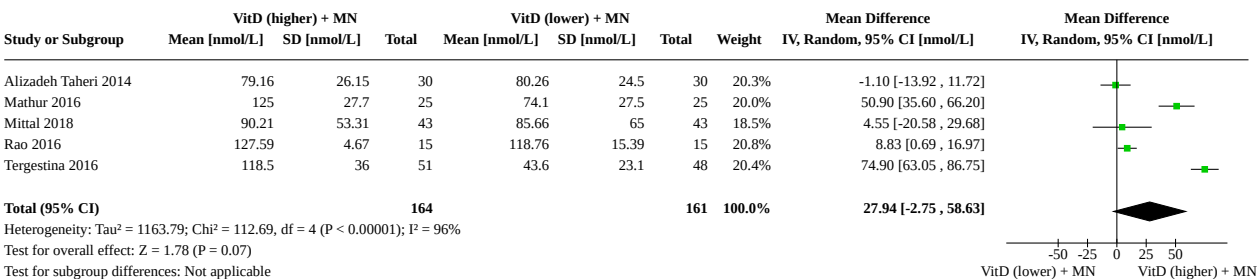 VitD (higher) + MN VitD (lower) + MN Mean Difference Mean Difference
Study or Subgroup Mean [nmol/L] SD [nmol/L] Total Mean [nmol/L] SD [nmol/L] Total Weight IV, Random, 95% CI [nmol/L] IV, Random, 95% CI [nmol/L]
Alizadeh Taheri 2014 79.16 26.15 30 80.26 24.5 30 20.3% -1.10 [-13.92 , 11.72]
Mathur 2016 125 27.7 25 74.1 27.5 25 20.0% 50.90 [35.60 , 66.20]
Mittal 2018 90.21 53.31 43 85.66 65 43 18.5% 4.55 [-20.58 , 29.68]
Rao 2016 127.59 4.67 15 118.76 15.39 15 20.8% 8.83 [0.69 , 16.97]
Tergestina 2016 118.5 36 51 43.6 23.1 48 20.4% 74.90 [63.05 , 86.75]
Total (95% CI) 164 161 100.0% 27.94 [-2.75 , 58.63]
Heterogeneity: Tau² = 1163.79; Chi² = 112.69, df = 4 (P < 0.00001); I² = 96%
Test for overall effect: Z = 1.78 (P = 0.07) -50 -25 0 25 50
Test for subgroup differences: Not applicable VitD (lower) + MN VitD (higher) + MN